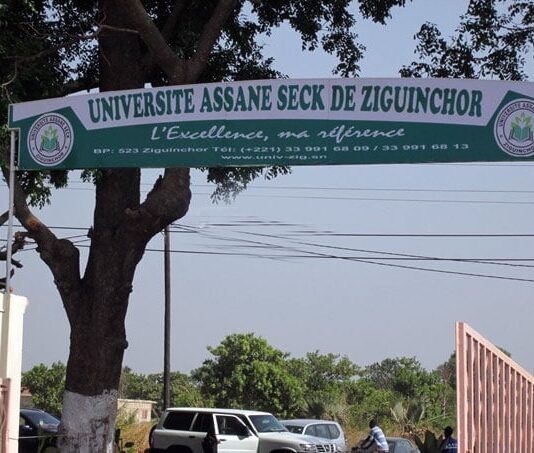 UNIVERSITE ASSANE SECK DE ZIGUINCHOR
L'Excellence, ma référence
BP: 523 Ziguinchor Tél: (+221) 33 991 68 09 / 33 991 68 13
www.univ-zig.sn